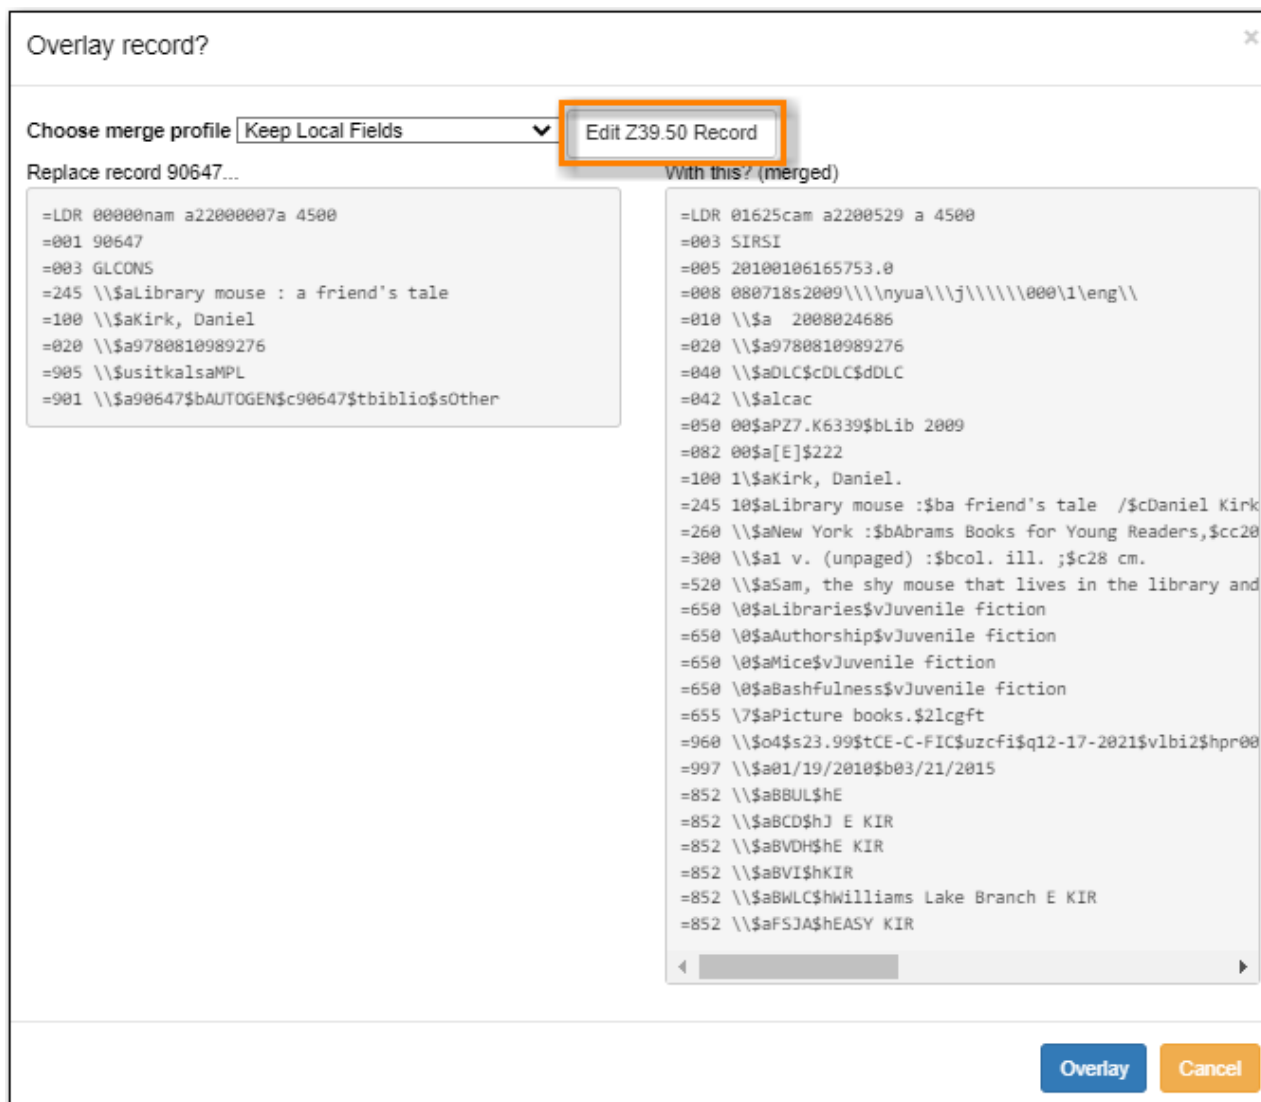 Overlay record?
×
Choose merge profile Keep Local Fields Edit Z39.50 Record
Replace record 90647...
=LDR 00000nam a22000007a 4500
=001 90647
=003 GLCONS
=245 \\$aLibrary mouse : a friend's tale
=100 \\$aKirk, Daniel
=020 \\$a9780810989276
=905 \\$usitkalsaMPL
=901 \\$a90647$bAUTOGEN$c90647$tbiblio$sOther
With this? (merged)
=LDR 01625cam a2200529 a 4500
=003 SIRSI
=005 20100106165753.0
=008 080718s2009\\\\nyua\\\j\\\\\\000\1\eng\\
=010 \\$a  2008024686
=020 \\$a9780810989276
=040 \\$aDLC$cDLC$dDLC
=042 \\$alcac
=050 00$aPZ7.K6339$bLib 2009
=082 00$a[E]$222
=100 1\$aKirk, Daniel.
=245 10$aLibrary mouse :$ba friend's tale  /$cDaniel Kirk
=260 \\$aNew York :$bAbrams Books for Young Readers,$cc20
=300 \\$a1 v. (unpaged) :$bcol. ill. ;$c28 cm.
=520 \\$aSam, the shy mouse that lives in the library and
=650 \0$aLibraries$vJuvenile fiction
=650 \0$aAuthorship$vJuvenile fiction
=650 \0$aMice$vJuvenile fiction
=650 \0$aBashfulness$vJuvenile fiction
=655 \7$aPicture books.$2lcgft
=960 \\$o4$s23.99$tCE-C-FIC$uzcfi$q12-17-2021$vlbi2$hpr00
=997 \\$a01/19/2010$b03/21/2015
=852 \\$aBBUL$hE
=852 \\$aBCD$hJ E KIR
=852 \\$aBVDH$hE KIR
=852 \\$aBVI$hKIR
=852 \\$aBWLC$hWilliams Lake Branch E KIR
=852 \\$aFSJA$hEASY KIR
Overlay Cancel